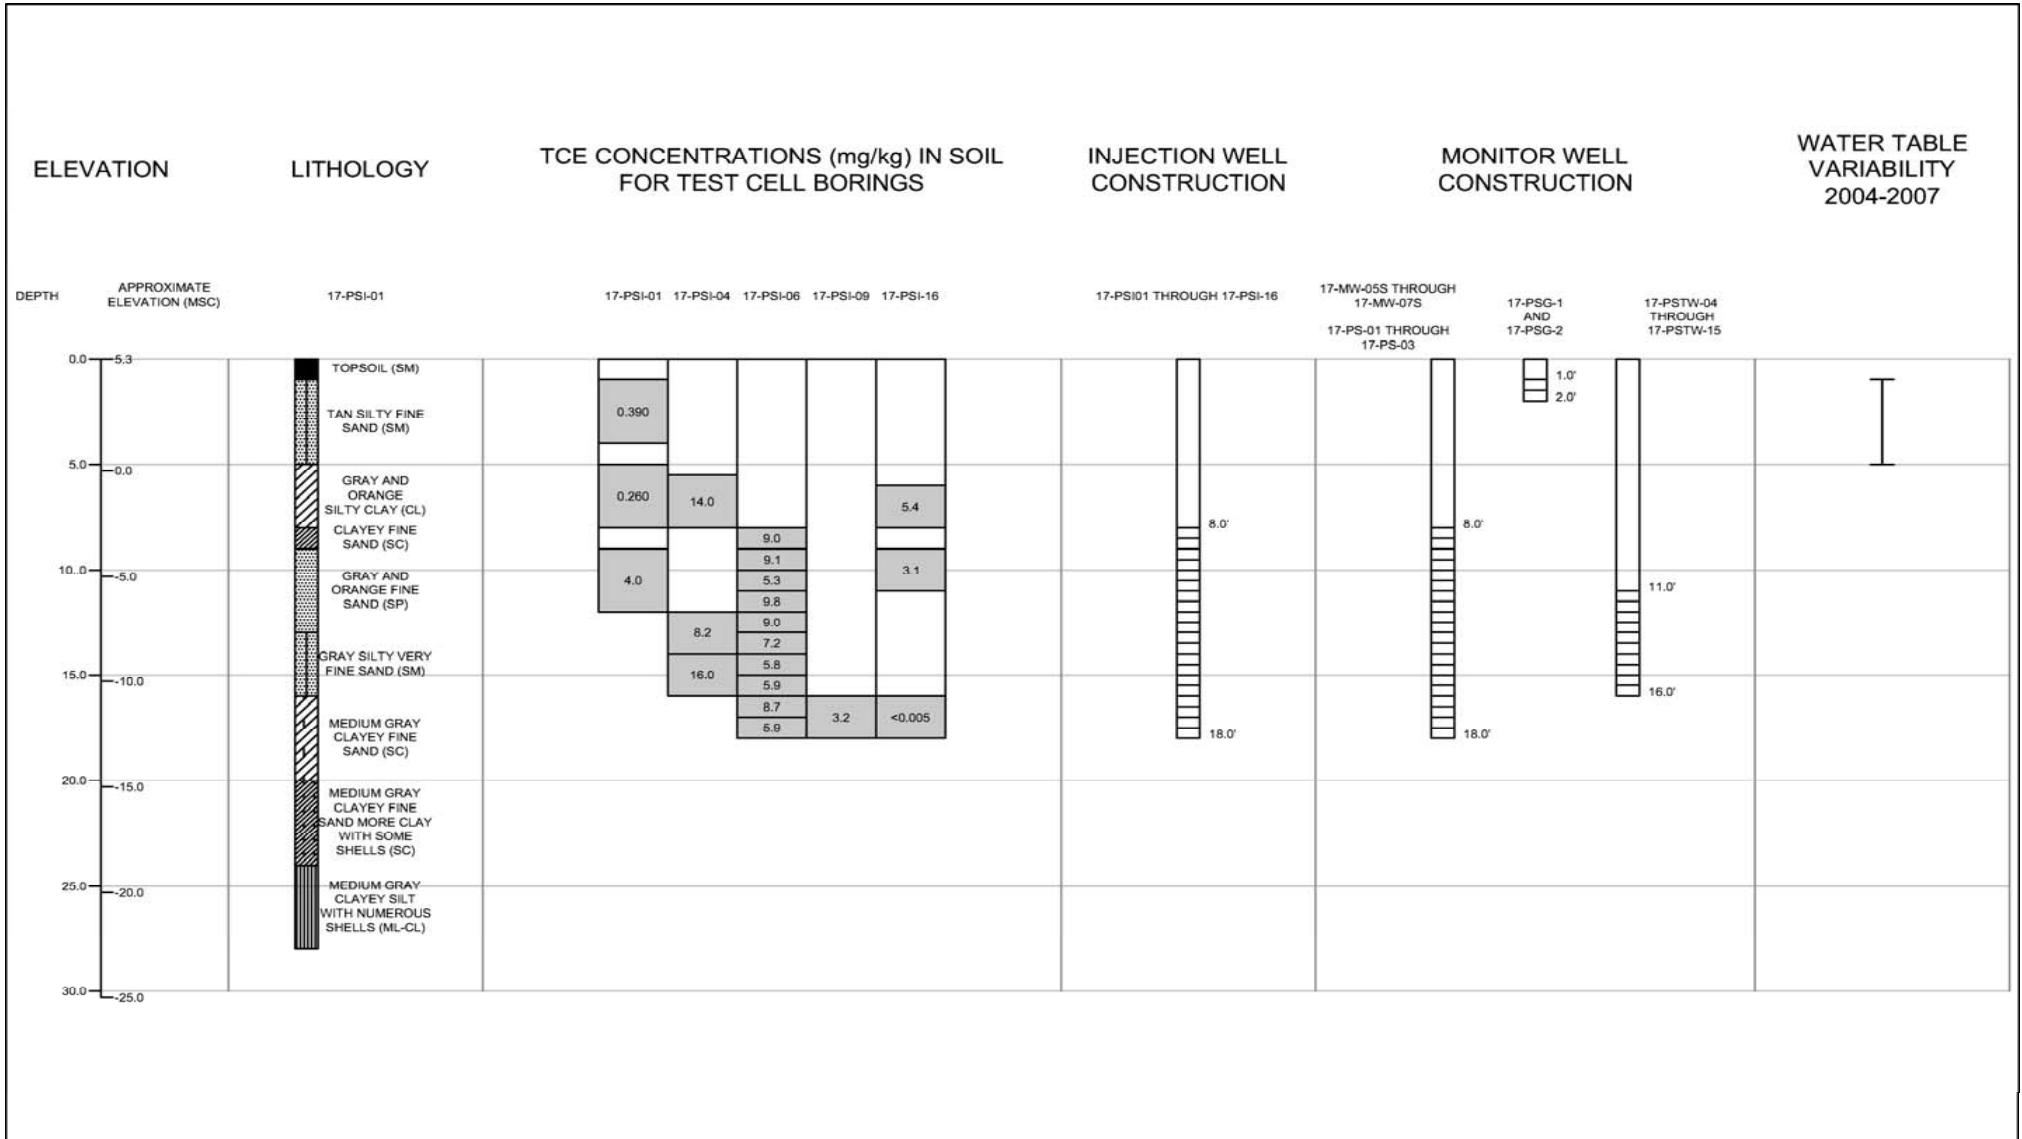 ELEVATION
LITHOLOGY
TCE CONCENTRATIONS (mg/kg) IN SOIL
FOR TEST CELL BORINGS
INJECTION WELL
CONSTRUCTION
MONITOR WELL
CONSTRUCTION
WATER TABLE
VARIABILITY
2004-2007
DEPTH
APPROXIMATE
ELEVATION (MSC)
17-PSI-01
17-PSI-01
17-PSI-04
17-PSI-06
17-PSI-09
17-PSI-16
17-PSI01 THROUGH 17-PSI-16
17-MW-05S THROUGH
17-MW-07S
17-PS-01 THROUGH
17-PS-03
17-PSG-1
AND
17-PSG-2
17-PSTW-04
THROUGH
17-PSTW-15
0.0
5.0
10.0
15.0
20.0
25.0
30.0
5.3
0.0
-5.0
-10.0
-15.0
-20.0
-25.0
TOPSOIL (SM)
TAN SILTY FINE
SAND (SM)
GRAY AND
ORANGE
SILTY CLAY (CL)
CLAYEY FINE
SAND (SC)
GRAY AND
ORANGE FINE
SAND (SP)
GRAY SILTY VERY
FINE SAND (SM)
MEDIUM GRAY
CLAYEY FINE
SAND (SC)
MEDIUM GRAY
CLAYEY FINE
SAND MORE CLAY
WITH SOME
SHELLS (SC)
MEDIUM GRAY
CLAYEY SILT
WITH NUMEROUS
SHELLS (ML-CL)
0.390
0.260
4.0
14.0
8.2
16.0
9.0
9.1
5.3
9.8
9.0
7.2
5.8
5.9
8.7
5.9
3.2
5.4
3.1
<0.005
8.0'
18.0'
8.0'
18.0'
1.0'
2.0'
11.0'
16.0'